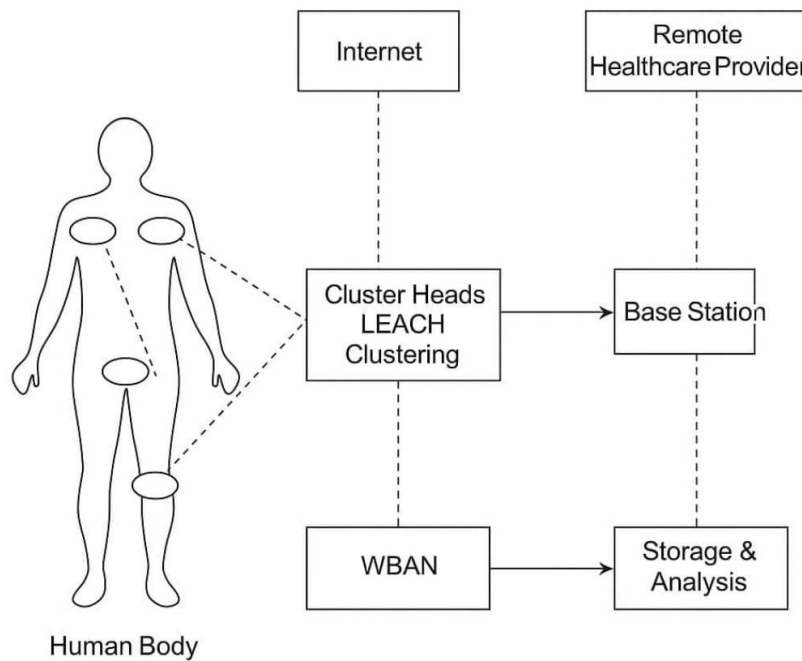 Internet
Remote
Healthcare Provider
Cluster Heads
LEACH
Clustering
Base Station
WBAN
Storage &
Analysis
Human Body